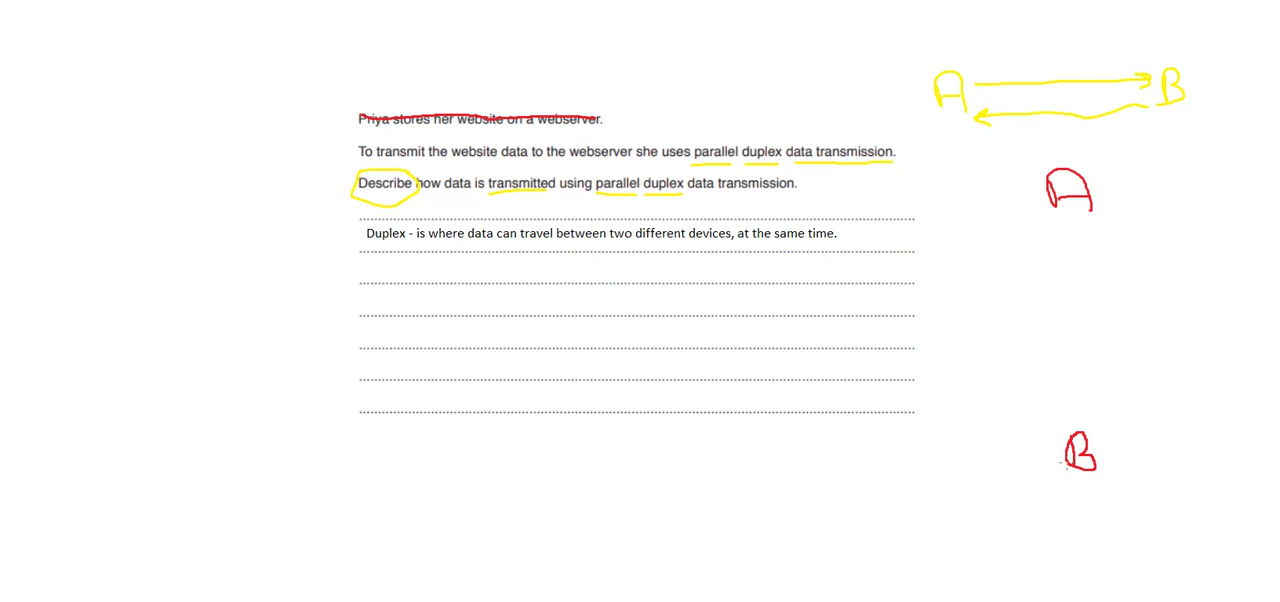 A B
Priya stores her website on a webserver.
To transmit the website data to the webserver she uses parallel duplex data transmission.
Describe how data is transmitted using parallel duplex data transmission.
A
Duplex - is where data can travel between two different devices, at the same time.
B